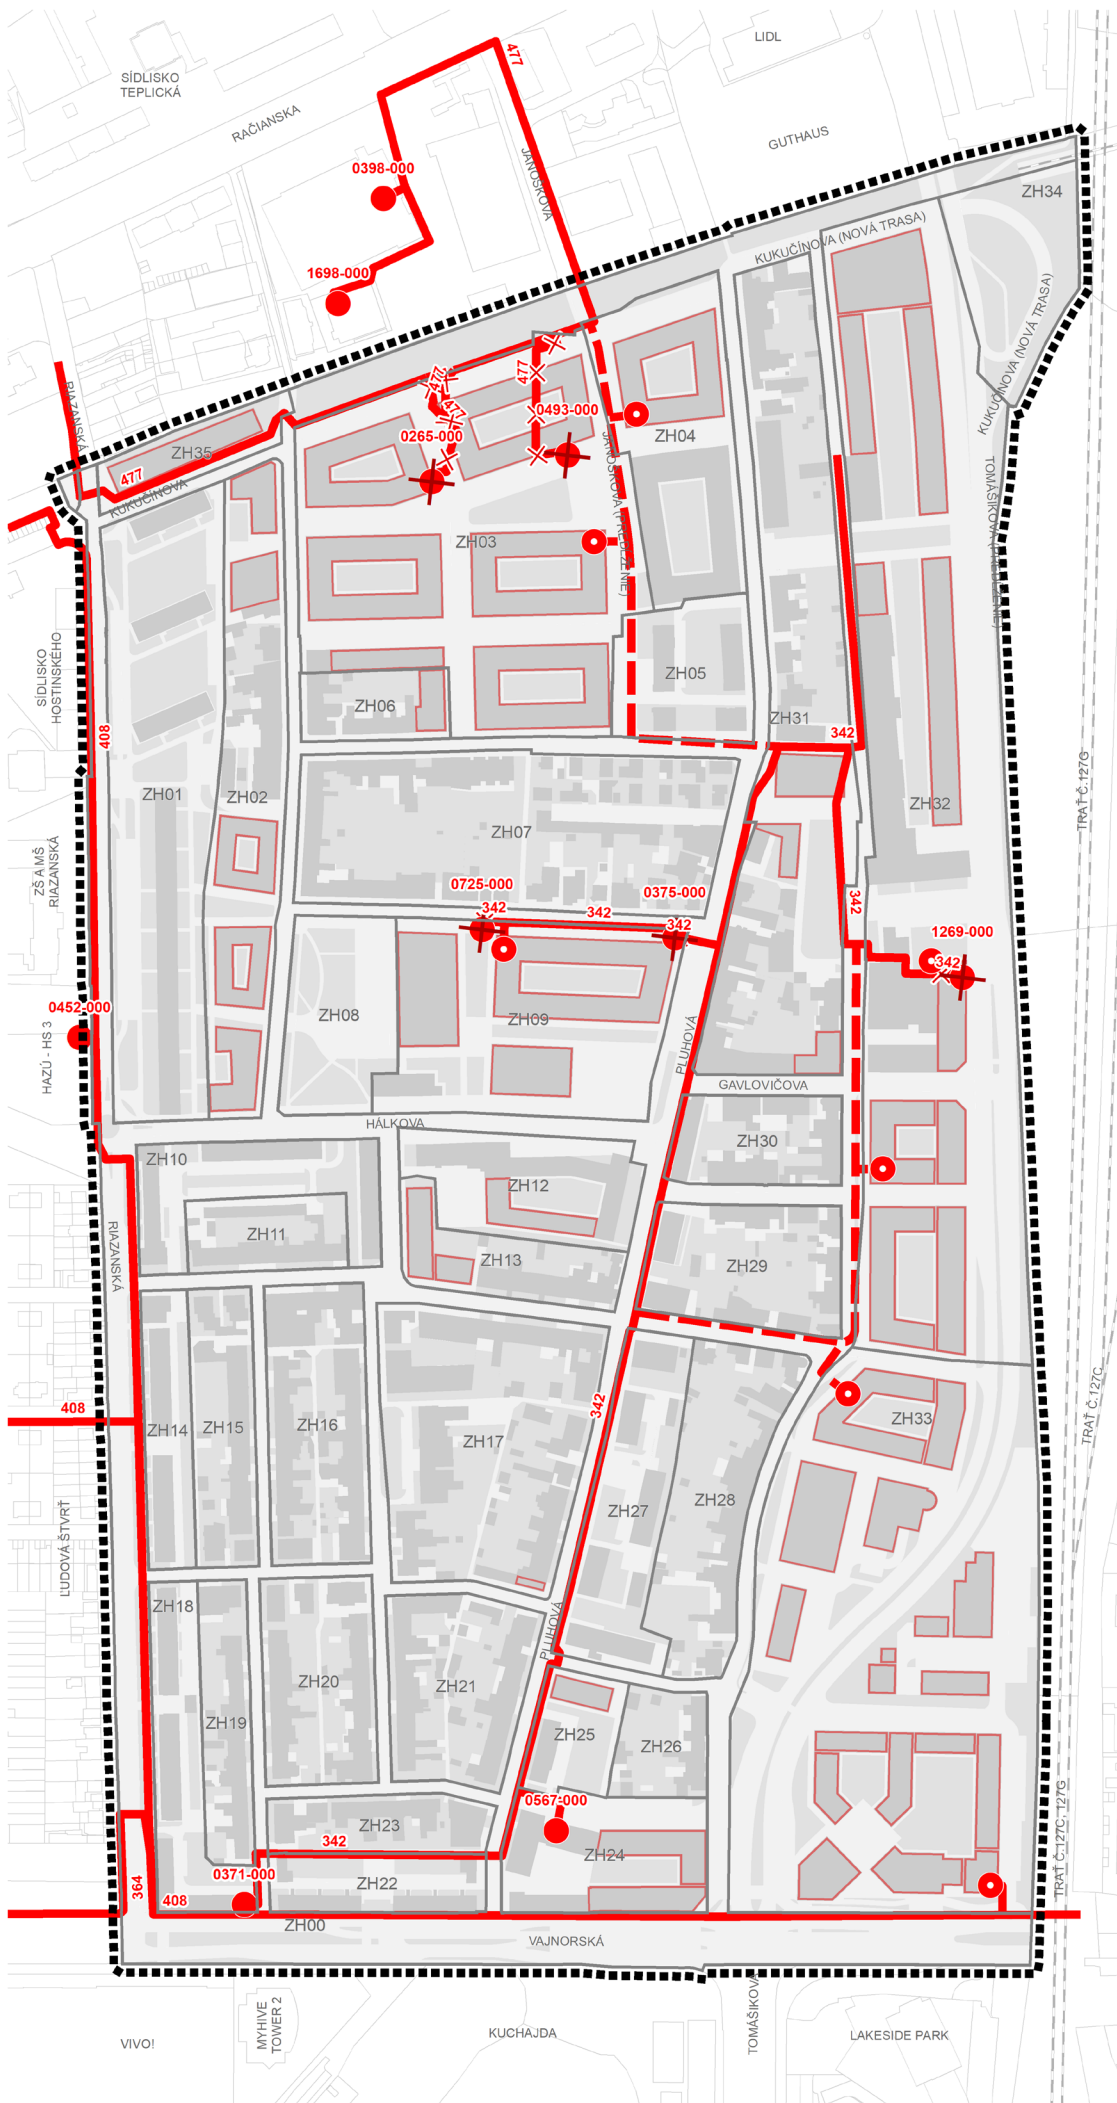 LIDL
477
SÍDLISKO
TEPLICKÁ
RAČIANSKA
GUTHAUS
0398-000
JANOŠKOVA
ZH34
KUKUČÍNOVA (NOVÁ TRASA)
1698-000
KUKUČÍNOVA (NOVÁ TRASA)
RIAZANSKÁ
477
477
477
0493-000
0265-000
ZH04
ZH35
477
KUKUČÍNOVA
JANOŠKOVA (PREDĹŽENIE)
TOMÁŠIKOVA (PREDĹŽENIE)
ZH03
SÍDLISKO
HOSTINSKÉHO
ZH05
ZH06
ZH31
342
408
TRAŤ Č.127G
ZH01
ZH02
ZH32
ZH07
ZŠ A MŠ
RIAZANSKÁ
0725-000
0375-000
342
342
342
342
1269-000
342
0452-000
ZH08
ZH09
HAZÚ - HS 3
PLUHOVÁ
GAVLOVIČOVA
HÁLKOVA
ZH30
ZH10
ZH12
ZH11
RIAZANSKÁ
ZH13
ZH29
342
408
TRAŤ Č.127C
ZH14
ZH15
ZH16
ZH17
ZH33
ZH28
ZH27
ĽUDOVÁ ŠTVRŤ
ZH18
PLUHOVÁ
ZH20
ZH21
ZH19
ZH25
ZH26
0567-000
ZH23
342
ZH24
TRAŤ Č.127C, 127G
0371-000
364
408
ZH22
ZH00
VAJNORSKÁ
MYHIVE
TOWER 2
TOMÁŠIKOVA
VIVO!
KUCHAJDA
LAKESIDE PARK